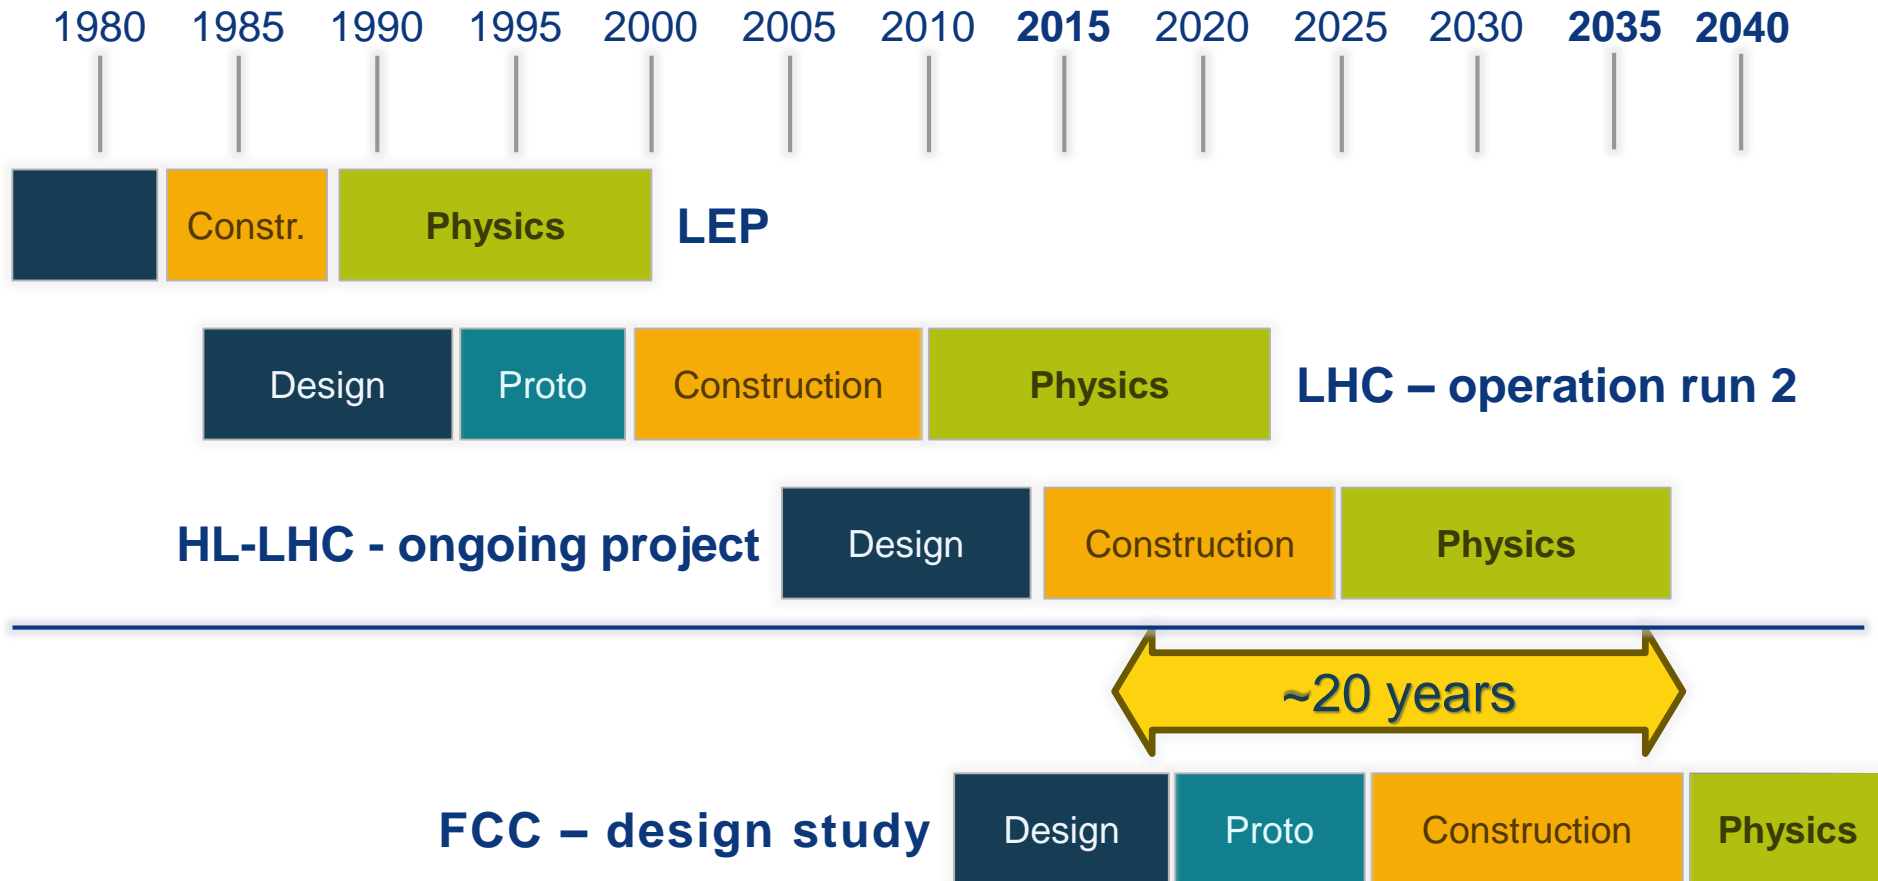 1980 1985 1990 1995 2000 2005 2010 2015 2020 2025 2030 2035 2040
Constr. Physics LEP
Design Proto Construction Physics LHC – operation run 2
HL-LHC - ongoing project Design Construction Physics
~20 years
FCC – design study Design Proto Construction Physics